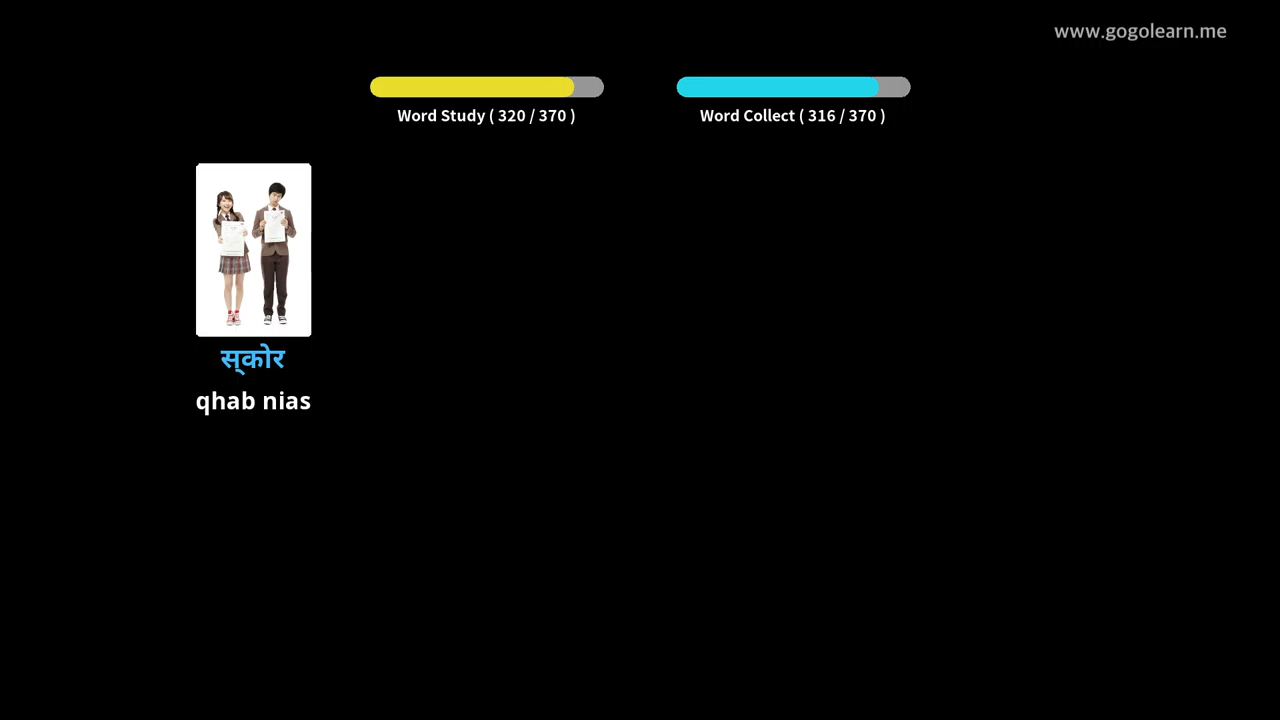 www.gogolearn.me
Word Study ( 320 / 370 )
Word Collect ( 316 / 370 )
स्कोर
qhab nias